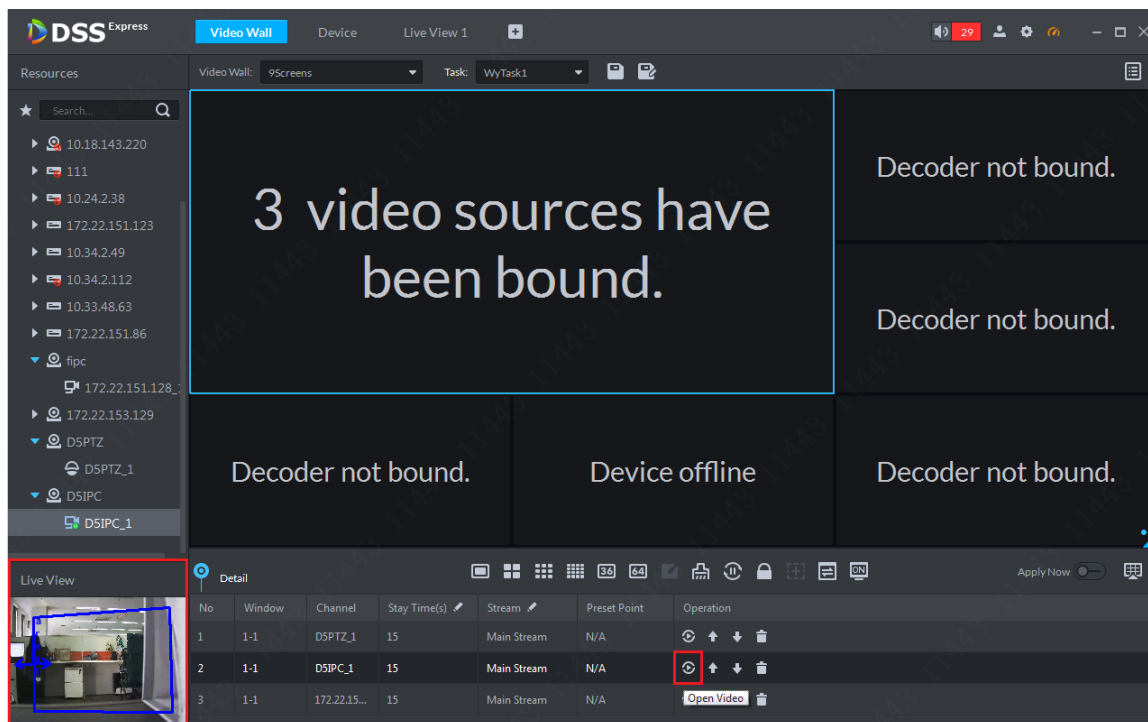 DSS Express
Video Wall Device Live View 1 29
Resources Video Wall: 9Screens Task: WyTask1
Search...
10.18.143.220
111
10.24.2.38
172.22.151.123
10.34.2.49
10.34.2.112
10.33.48.63
172.22.151.86
fipc
172.22.151.128_
172.22.153.129
D5PTZ
D5PTZ_1
D5IPC
D5IPC_1
3 video sources have
been bound.
Decoder not bound.
Decoder not bound.
Decoder not bound.
Device offline
Decoder not bound.
Live View
Detail 36 64 ON Apply Now
No Window Channel Stay Time(s) Stream Preset Point Operation
1 1-1 D5PTZ_1 15 Main Stream N/A
2 1-1 D5IPC_1 15 Main Stream N/A
3 1-1 172.22.15... 15 Main Stream N/A
Open Video